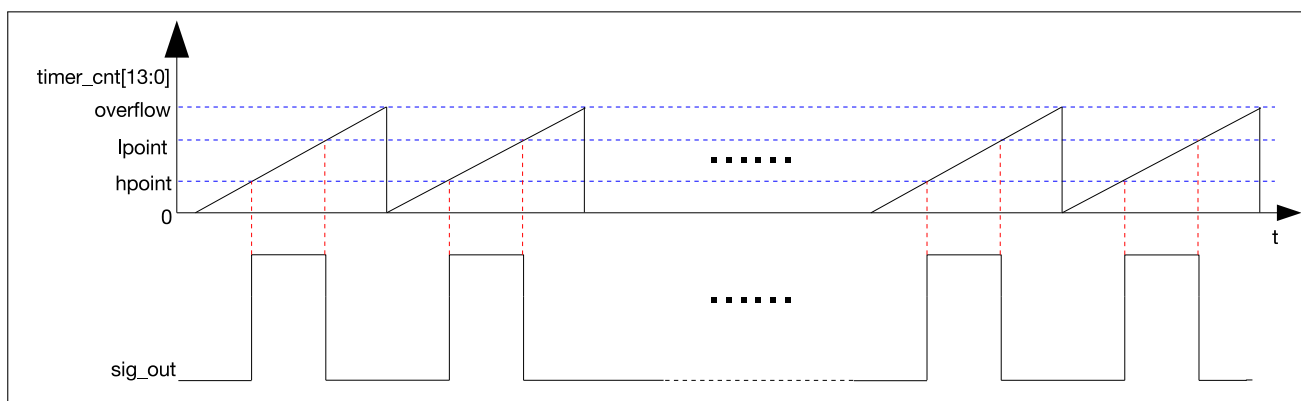 timer_cnt[13:0]
overflow
lpoint
hpoint
0
t
sig_out